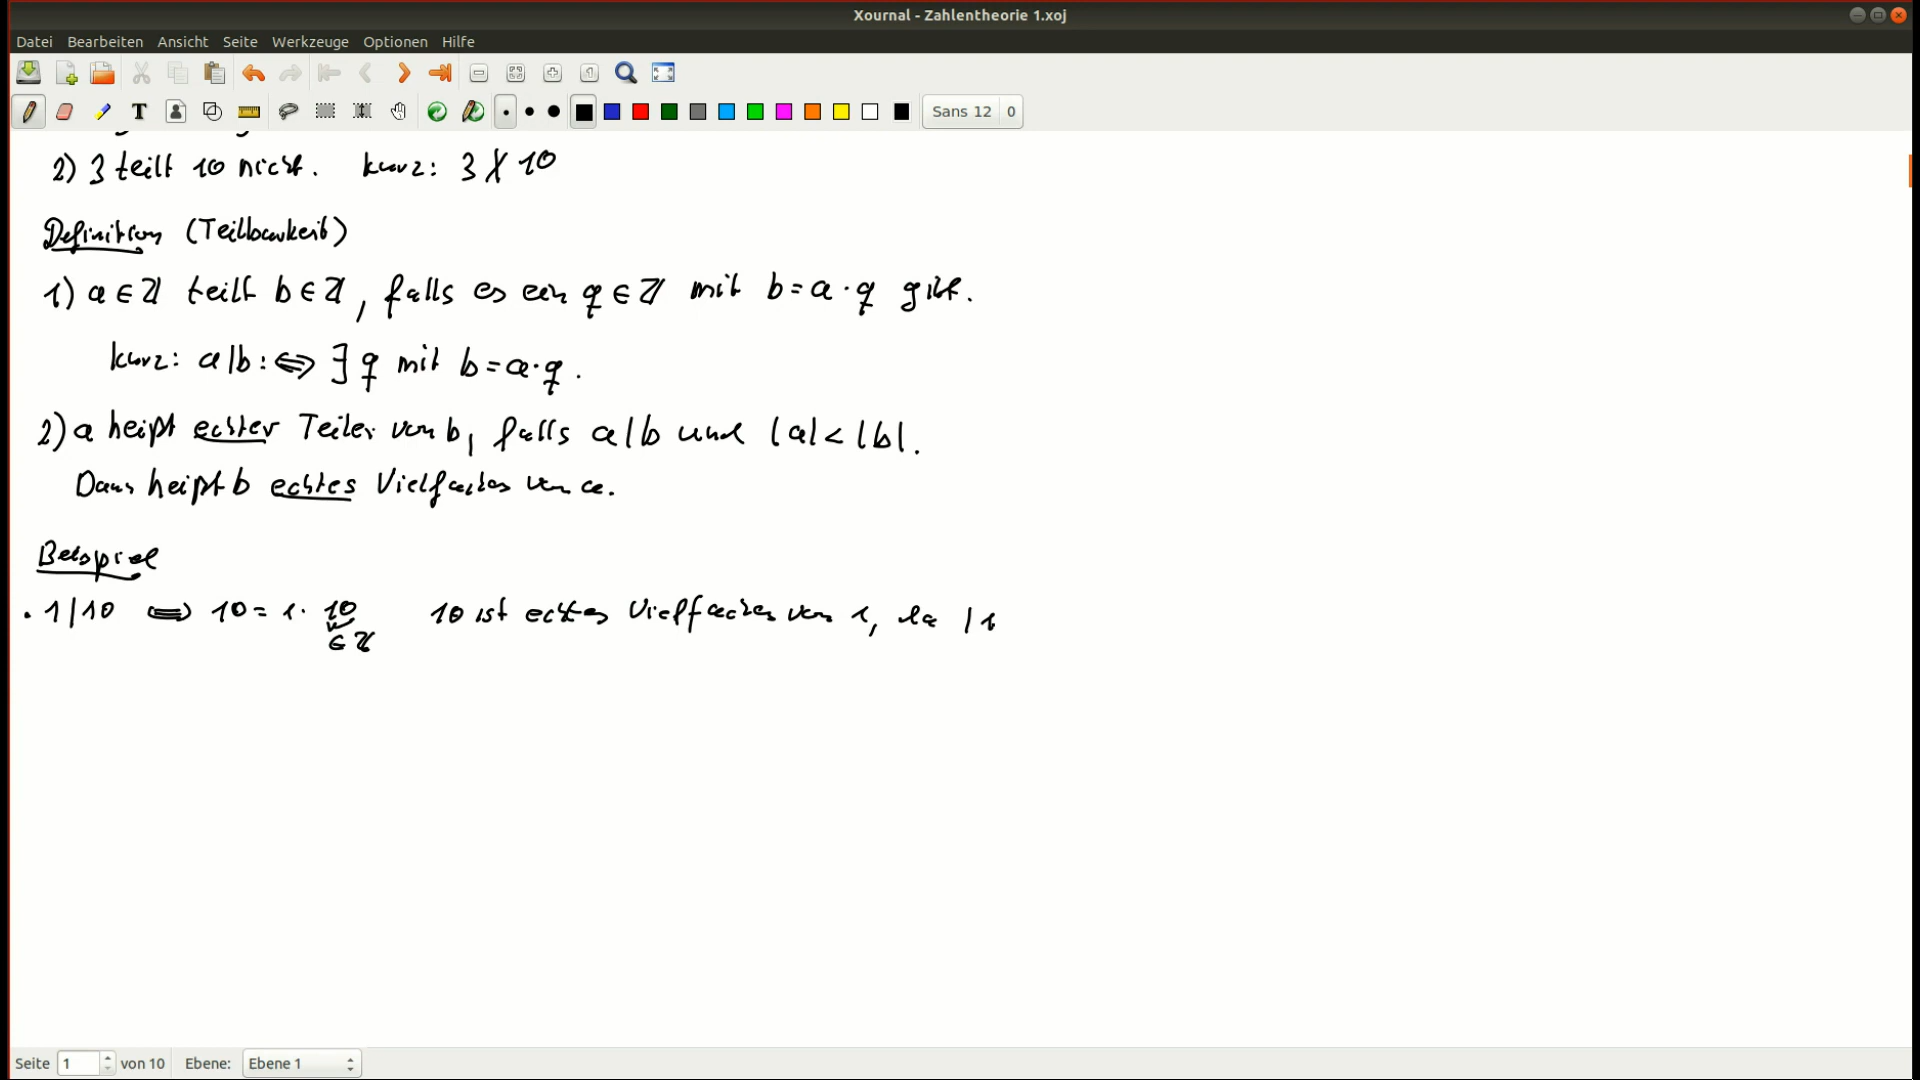 Xournal - Zahlentheorie 1.xoj
Datei Bearbeiten Ansicht Seite Werkzeuge Optionen Hilfe
Sans 12 0
2) 3 teilt 10 nicht. kurz: 3 ∤ 10
Definition (Teilbarkeit)
1) a ∈ ℤ teilt b ∈ ℤ, falls es ein q ∈ ℤ mit b = a · q gibt.
kurz: a|b :⟺ ∃ q mit b = a·q.
2) a heißt echter Teiler von b, falls a|b und |a| < |b|.
Dann heißt b echtes Vielfaches von a.
Beispiel
• 1|10 ⟺ 10 = 1· 10 10 ist echtes Vielfaches von 1, da |1
∈ ℤ
Seite 1 von 10 Ebene: Ebene 1